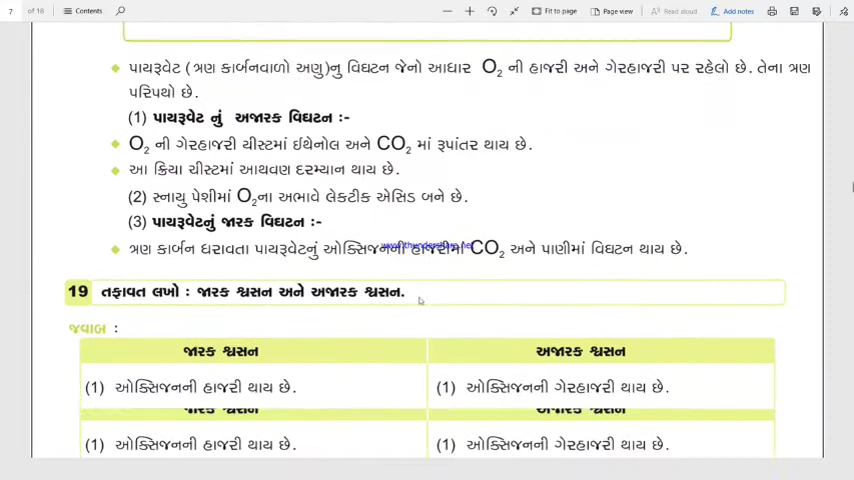 7 of 16 Contents Fit to page Page view Read aloud Add notes
◆ પાયરૂવેટ (ત્રણ કાર્બનવાળો અણુ)નુ વિઘટન જેનો આધાર O₂ ની હાજરી અને ગેરહાજરી પર રહેલો છે. તેના ત્રણ
પરિપથો છે.
(1) પાયરૂવેટ નું અજારક વિઘટન :-
◆ O₂ ની ગેરહાજરી યીસ્ટમાં ઈથેનોલ અને CO₂ માં રૂપાંતર થાય છે.
◆ આ ક્રિયા યીસ્ટમાં આથવણ દરમ્યાન થાય છે.
(2) સ્નાયુ પેશીમાં O₂ના અભાવે લેક્ટીક એસિડ બને છે.
(3) પાયરૂવેટનું જારક વિઘટન :-
◆ ત્રણ કાર્બન ધરાવતા પાયરૂવેટનું ઓક્સિજનની હાજરીમાં CO₂ અને પાણીમાં વિઘટન થાય છે.
19 તફાવત લખો : જારક શ્વસન અને અજારક શ્વસન.
જવાબ :
જારક શ્વસન અજારક શ્વસન
(1) ઓક્સિજનની હાજરી થાય છે. (1) ઓક્સિજનની ગેરહાજરી થાય છે.
જારક શ્વસન અજારક શ્વસન
(1) ઓક્સિજનની હાજરી થાય છે. (1) ઓક્સિજનની ગેરહાજરી થાય છે.